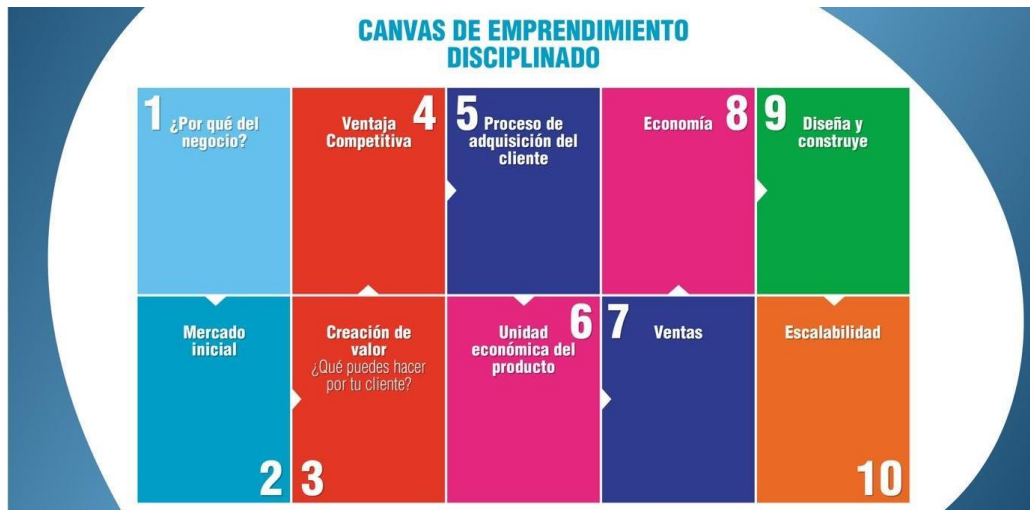 CANVAS DE EMPRENDIMIENTO
DISCIPLINADO
1
¿Por qué del
negocio?
Ventaja
Competitiva
4
5
Proceso de
adquisición del
cliente
Economía
8
9
Diseña y
construye
Mercado
inicial
2
Creación de
valor
¿Qué puedes hacer
por tu cliente?
3
Unidad
económica del
producto
6
7
Ventas
Escalabilidad
10